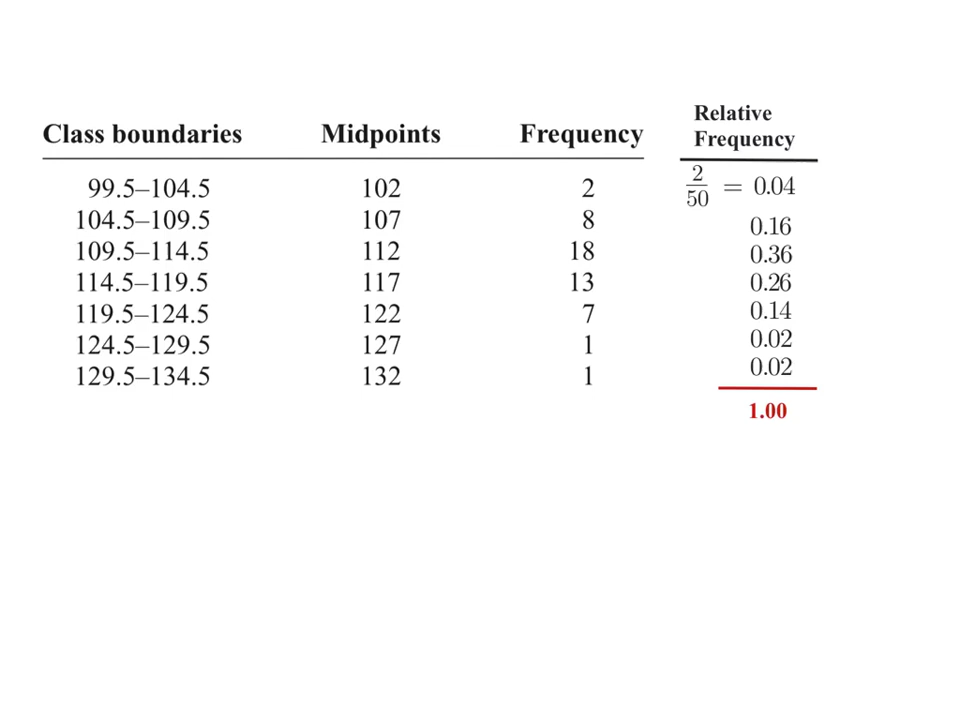 Class boundaries Midpoints Frequency Relative Frequency
99.5–104.5 102 2 2/50 = 0.04
104.5–109.5 107 8 0.16
109.5–114.5 112 18 0.36
114.5–119.5 117 13 0.26
119.5–124.5 122 7 0.14
124.5–129.5 127 1 0.02
129.5–134.5 132 1 0.02
1.00